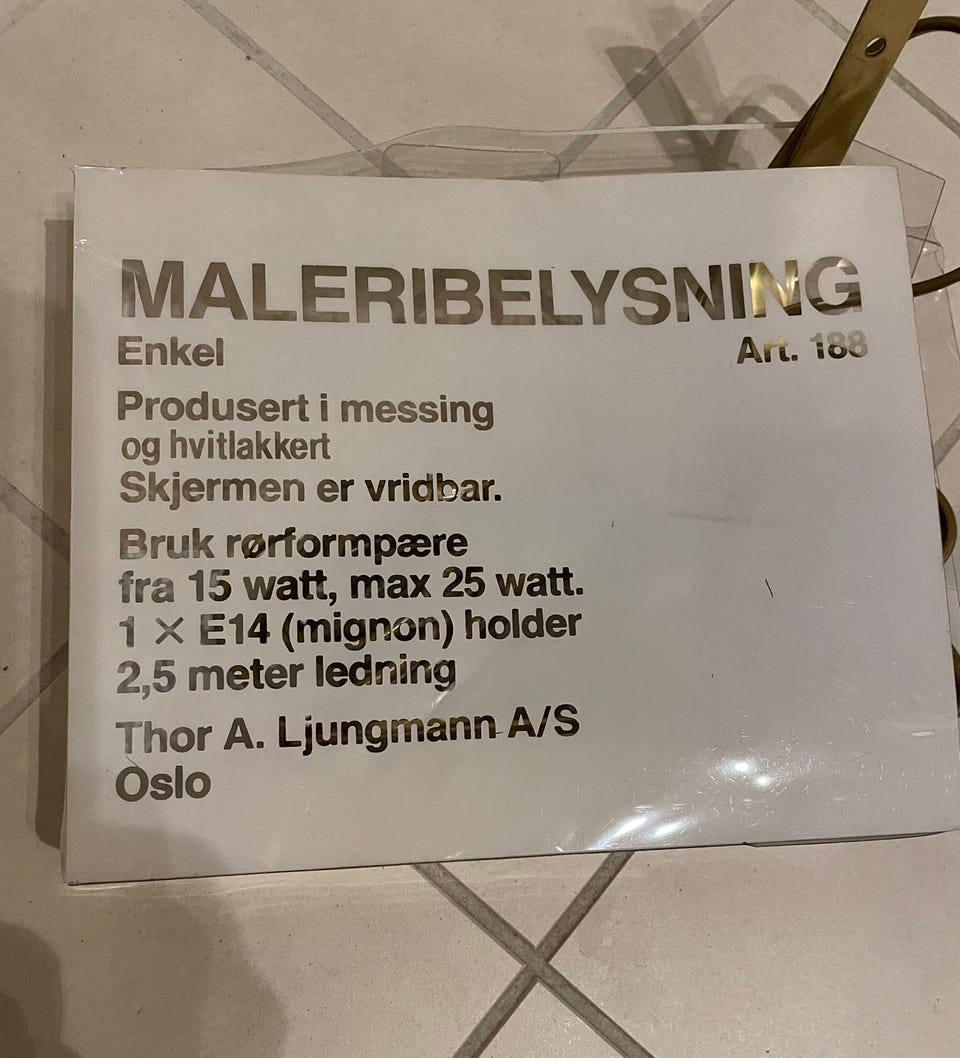 MALERIBELYSNING
Enkel Art. 188
Produsert i messing
og hvitlakkert
Skjermen er vridbar.
Bruk rørformpære
fra 15 watt, max 25 watt.
1 × E14 (mignon) holder
2,5 meter ledning
Thor A. Ljungmann A/S
Oslo